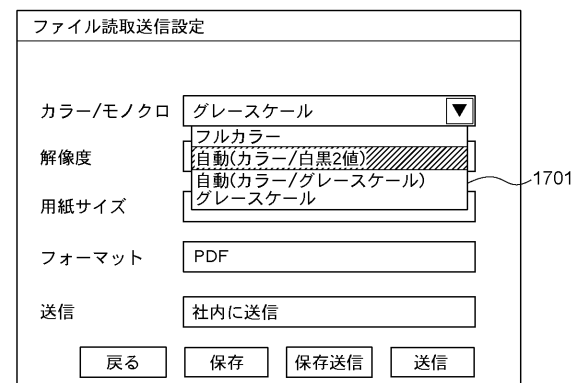 ファイル読取送信設定
カラー/モノクロ グレースケール ▼
フルカラー
解像度 自動(カラー/白黒2値)
自動(カラー/グレースケール)
1701
用紙サイズ グレースケール
フォーマット PDF
送信 社内に送信
戻る 保存 保存送信 送信